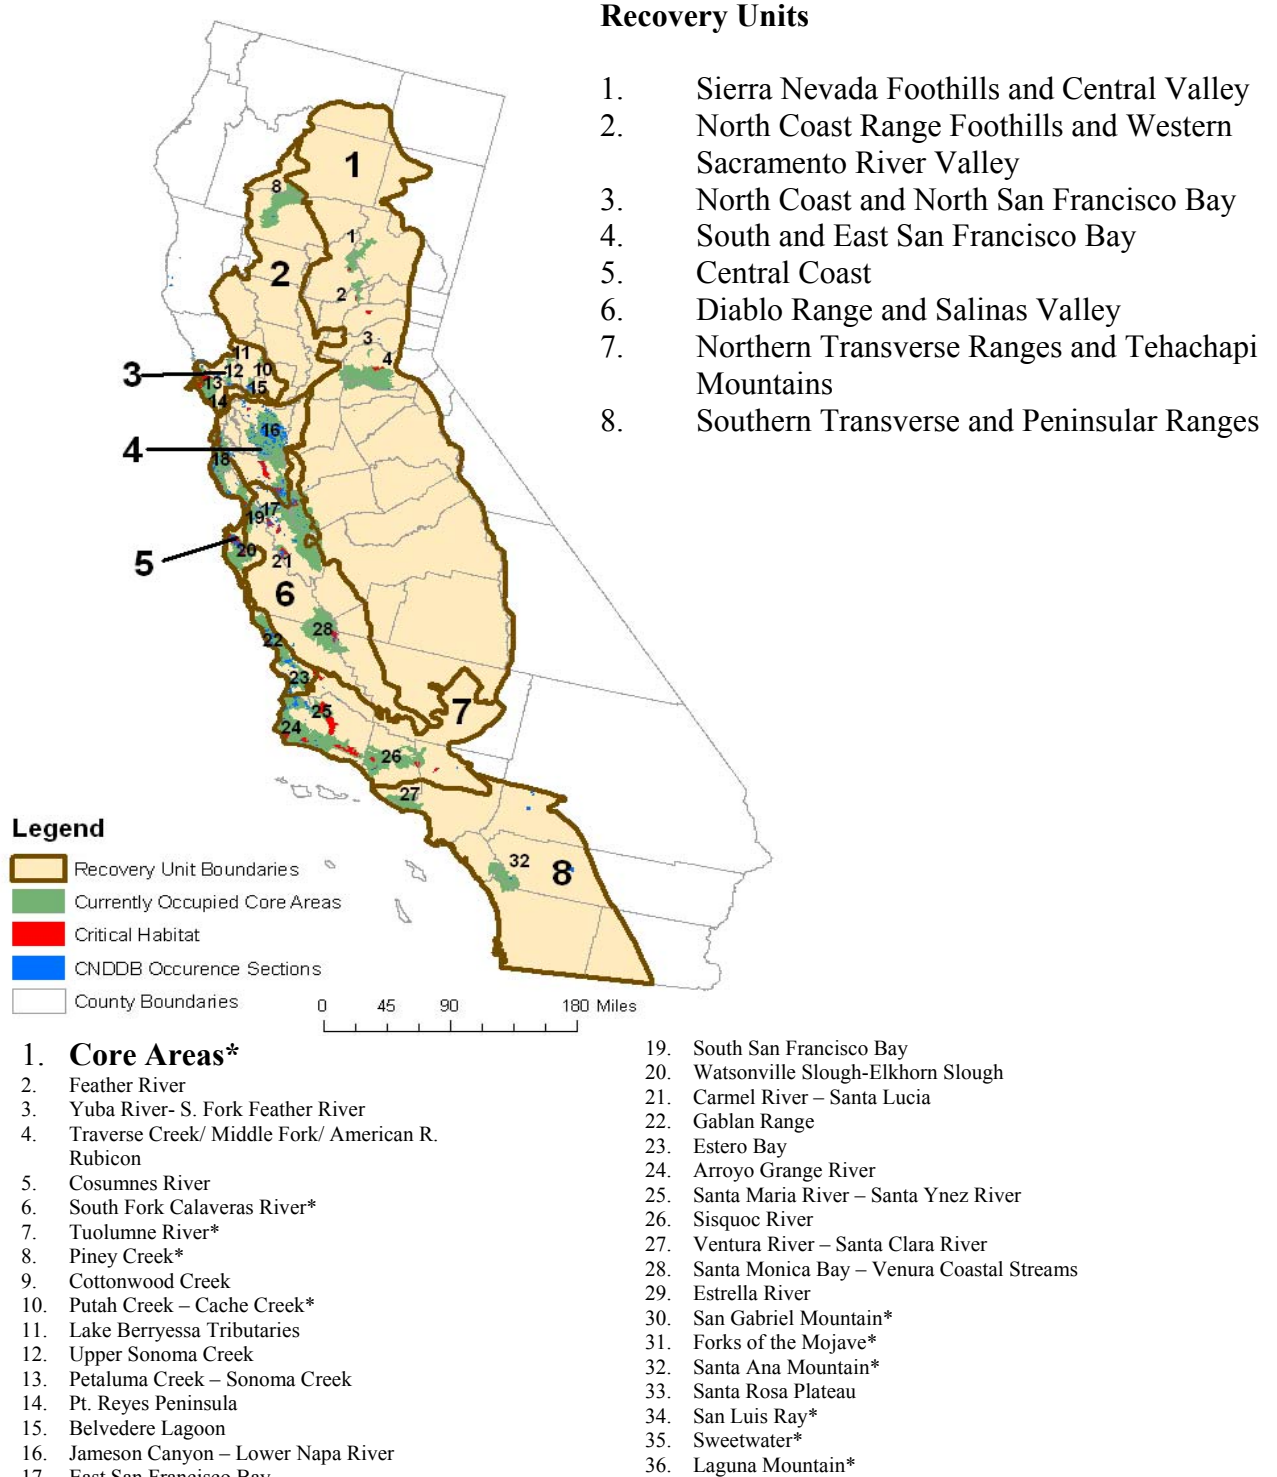 Recovery Units
1. Sierra Nevada Foothills and Central Valley
2. North Coast Range Foothills and Western
Sacramento River Valley
3. North Coast and North San Francisco Bay
4. South and East San Francisco Bay
5. Central Coast
6. Diablo Range and Salinas Valley
7. Northern Transverse Ranges and Tehachapi
Mountains
8. Southern Transverse and Peninsular Ranges
1
8
1
2
2
3
4
11
3
12
10
13
15
14
16
4
18
17
19
5
20
21
6
28
22
23
25
7
24
26
27
32
8
Legend
Recovery Unit Boundaries
Currently Occupied Core Areas
Critical Habitat
CNDDB Occurence Sections
County Boundaries
0 45 90 180 Miles
1. Core Areas*
2. Feather River
3. Yuba River- S. Fork Feather River
4. Traverse Creek/ Middle Fork/ American R.
Rubicon
5. Cosumnes River
6. South Fork Calaveras River*
7. Tuolumne River*
8. Piney Creek*
9. Cottonwood Creek
10. Putah Creek – Cache Creek*
11. Lake Berryessa Tributaries
12. Upper Sonoma Creek
13. Petaluma Creek – Sonoma Creek
14. Pt. Reyes Peninsula
15. Belvedere Lagoon
16. Jameson Canyon – Lower Napa River
17. East San Francisco Bay
19. South San Francisco Bay
20. Watsonville Slough-Elkhorn Slough
21. Carmel River – Santa Lucia
22. Gablan Range
23. Estero Bay
24. Arroyo Grange River
25. Santa Maria River – Santa Ynez River
26. Sisquoc River
27. Ventura River – Santa Clara River
28. Santa Monica Bay – Venura Coastal Streams
29. Estrella River
30. San Gabriel Mountain*
31. Forks of the Mojave*
32. Santa Ana Mountain*
33. Santa Rosa Plateau
34. San Luis Ray*
35. Sweetwater*
36. Laguna Mountain*